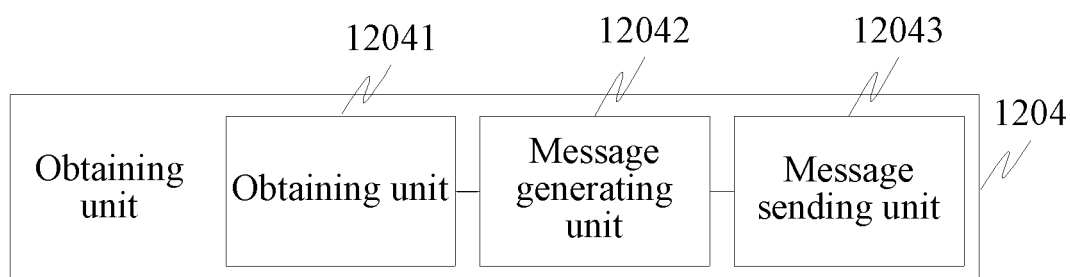 12041
12042
12043
1204
Obtaining
unit
Obtaining unit
Message
generating
unit
Message
sending unit